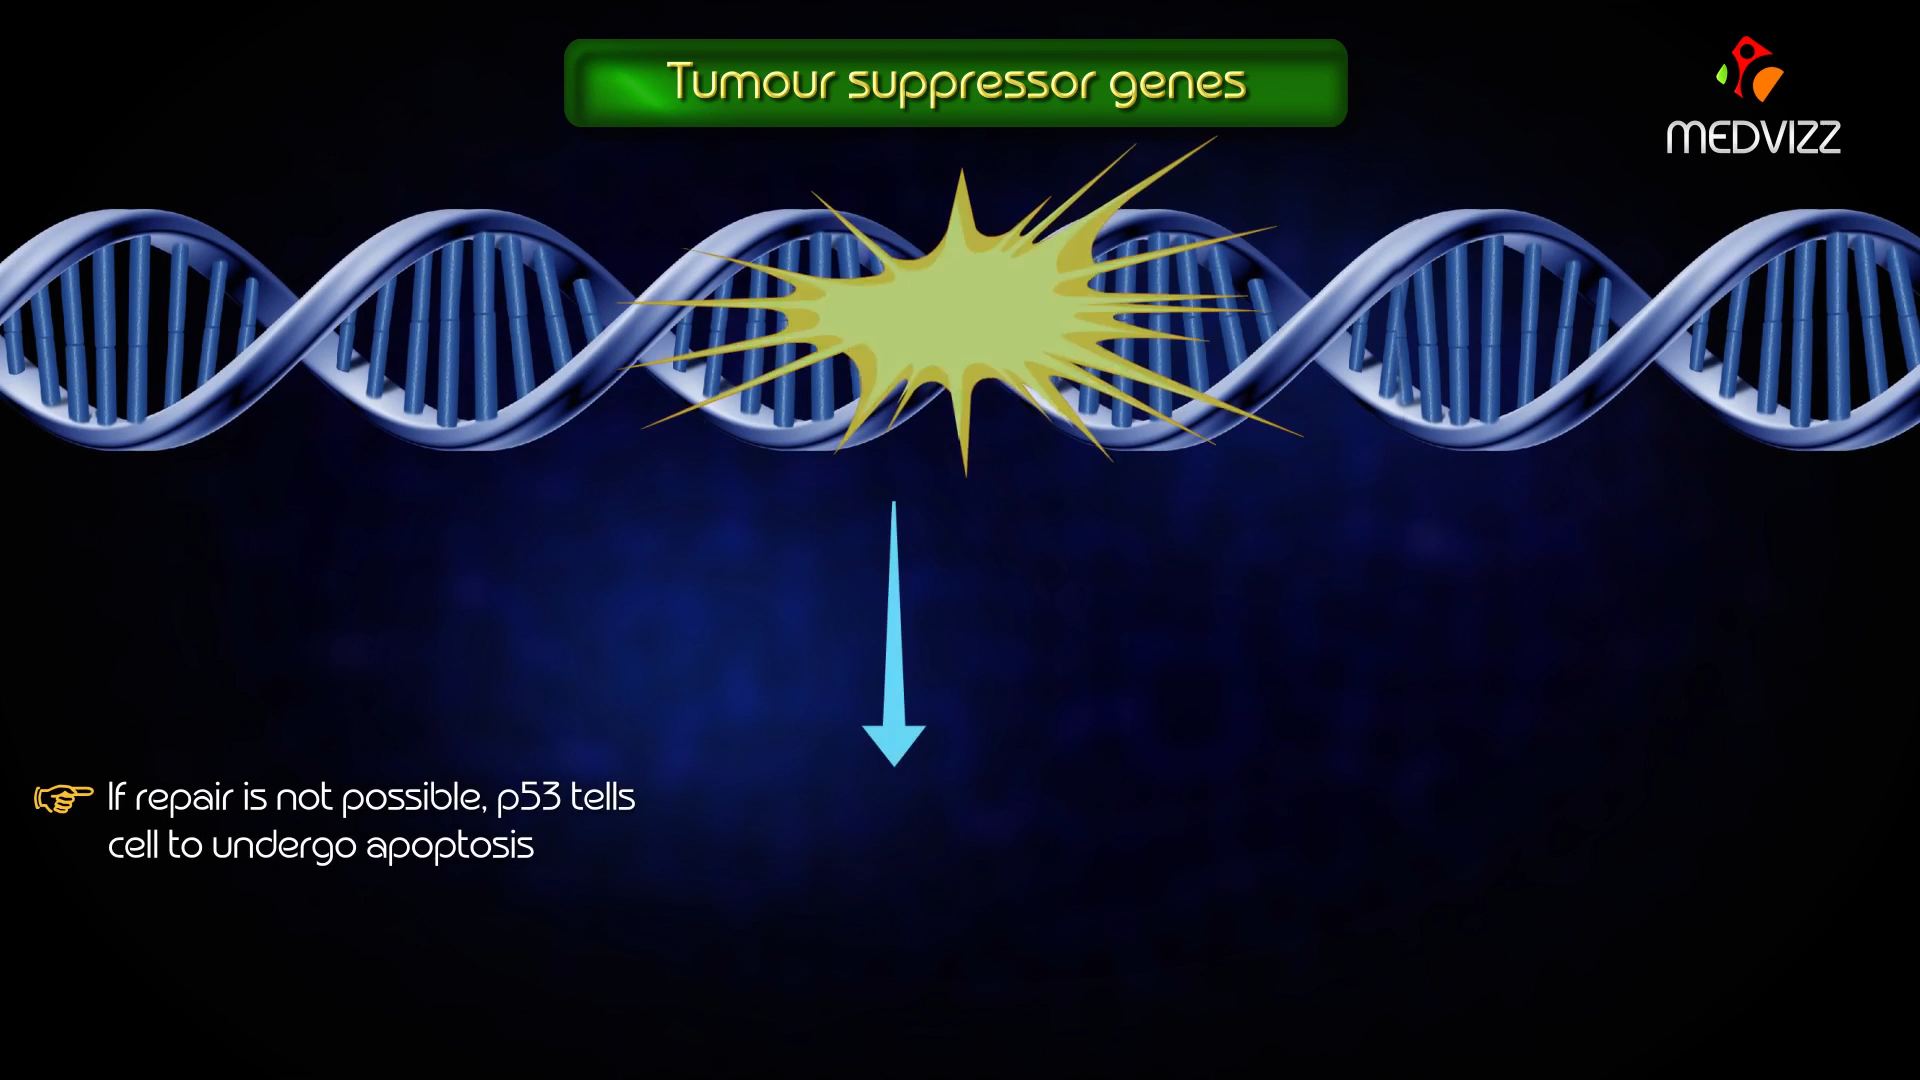 Tumour suppressor genes
MEDVIZZ
If repair is not possible, p53 tells
cell to undergo apoptosis